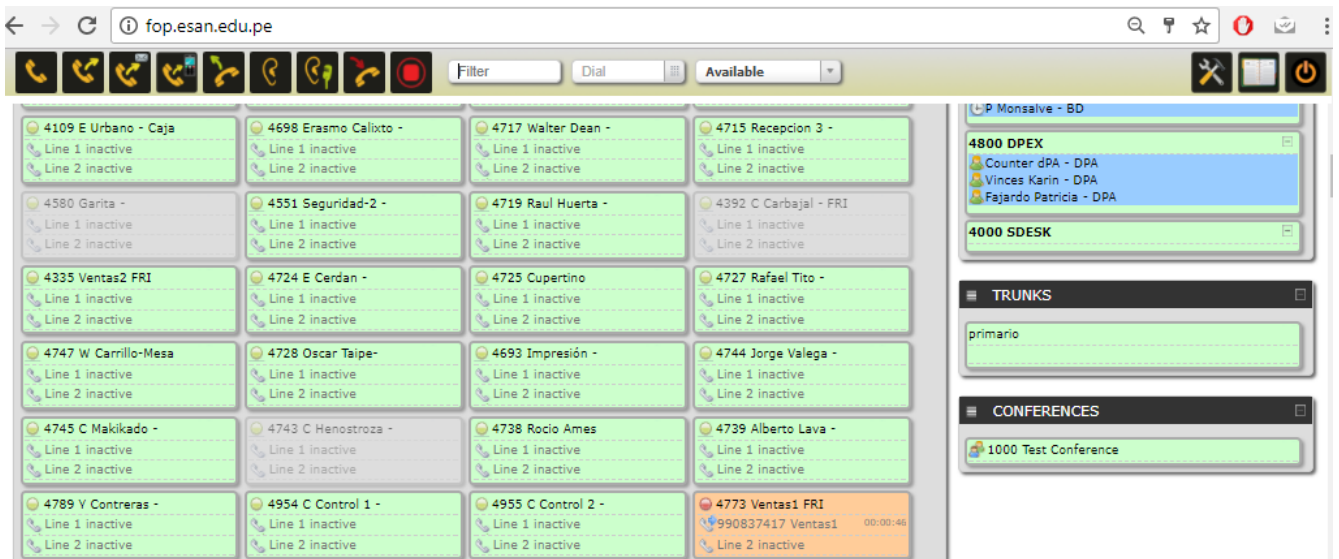 fop.esan.edu.pe
Filter
Dial
Available
4109 E Urbano - Caja
Line 1 inactive
Line 2 inactive
4698 Erasmo Calixto -
Line 1 inactive
Line 2 inactive
4717 Walter Dean -
Line 1 inactive
Line 2 inactive
4715 Recepcion 3 -
Line 1 inactive
Line 2 inactive
4580 Garita -
Line 1 inactive
Line 2 inactive
4551 Seguridad-2 -
Line 1 inactive
Line 2 inactive
4719 Raul Huerta -
Line 1 inactive
Line 2 inactive
4392 C Carbajal - FRI
Line 1 inactive
Line 2 inactive
4335 Ventas2 FRI
Line 1 inactive
Line 2 inactive
4724 E Cerdan -
Line 1 inactive
Line 2 inactive
4725 Cupertino
Line 1 inactive
Line 2 inactive
4727 Rafael Tito -
Line 1 inactive
Line 2 inactive
4747 W Carrillo-Mesa
Line 1 inactive
Line 2 inactive
4728 Oscar Taipe-
Line 1 inactive
Line 2 inactive
4693 Impresión -
Line 1 inactive
Line 2 inactive
4744 Jorge Valega -
Line 1 inactive
Line 2 inactive
4745 C Makikado -
Line 1 inactive
Line 2 inactive
4743 C Henostroza -
Line 1 inactive
Line 2 inactive
4738 Rocio Ames
Line 1 inactive
Line 2 inactive
4739 Alberto Lava -
Line 1 inactive
Line 2 inactive
4789 Y Contreras -
Line 1 inactive
Line 2 inactive
4954 C Control 1 -
Line 1 inactive
Line 2 inactive
4955 C Control 2 -
Line 1 inactive
Line 2 inactive
4773 Ventas1 FRI
990837417 Ventas1 00:00:46
Line 2 inactive
P Monsalve - BD
4800 DPEX
Counter dPA - DPA
Vinces Karin - DPA
Fajardo Patricia - DPA
4000 SDESK
TRUNKS
primario
CONFERENCES
1000 Test Conference